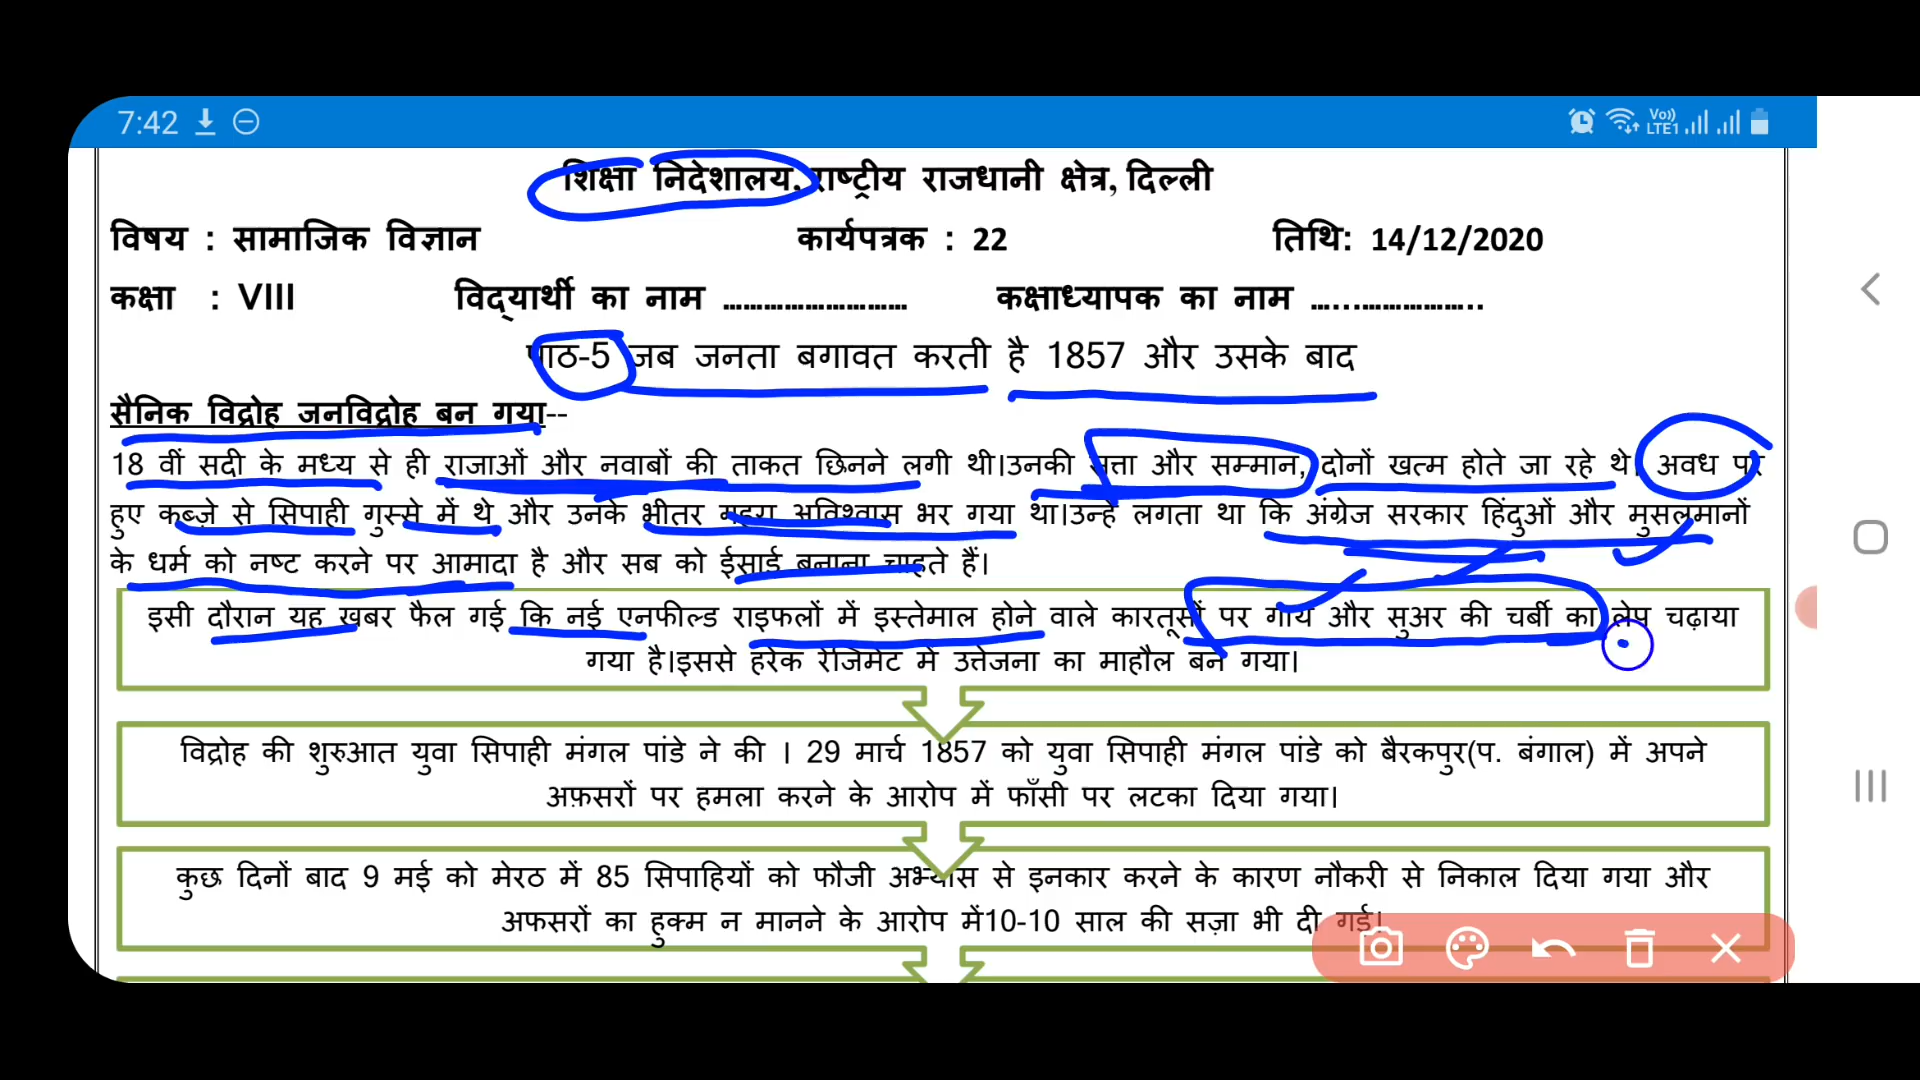 7:42
Vo)) LTE1
शिक्षा निदेशालय, राष्ट्रीय राजधानी क्षेत्र, दिल्ली
विषय : सामाजिक विज्ञान कार्यपत्रक : 22 तिथि: 14/12/2020
कक्षा : VIII विद्यार्थी का नाम ........................... कक्षाध्यापक का नाम .........................
पाठ-5 जब जनता बगावत करती है 1857 और उसके बाद
सैनिक विद्रोह जनविद्रोह बन गया--
18 वीं सदी के मध्य से ही राजाओं और नवाबों की ताकत छिनने लगी थी।उनकी सत्ता और सम्मान, दोनों खत्म होते जा रहे थे। अवध पर
हुए कब्ज़े से सिपाही गुस्से में थे और उनके भीतर गहरा अविश्वास भर गया था।उन्हें लगता था कि अंग्रेज सरकार हिंदुओं और मुसलमानों
के धर्म को नष्ट करने पर आमादा है और सब को ईसाई बनाना चाहते हैं।
इसी दौरान यह खबर फैल गई कि नई एनफील्ड राइफलों में इस्तेमाल होने वाले कारतूसों पर गाय और सुअर की चर्बी का लेप चढ़ाया
गया है।इससे हरेक रेजिमेंट में उत्तेजना का माहौल बन गया।
विद्रोह की शुरुआत युवा सिपाही मंगल पांडे ने की । 29 मार्च 1857 को युवा सिपाही मंगल पांडे को बैरकपुर(प. बंगाल) में अपने
अफ़सरों पर हमला करने के आरोप में फाँसी पर लटका दिया गया।
कुछ दिनों बाद 9 मई को मेरठ में 85 सिपाहियों को फौजी अभ्यास से इनकार करने के कारण नौकरी से निकाल दिया गया और
अफसरों का हुक्म न मानने के आरोप में10-10 साल की सज़ा भी दी गई।